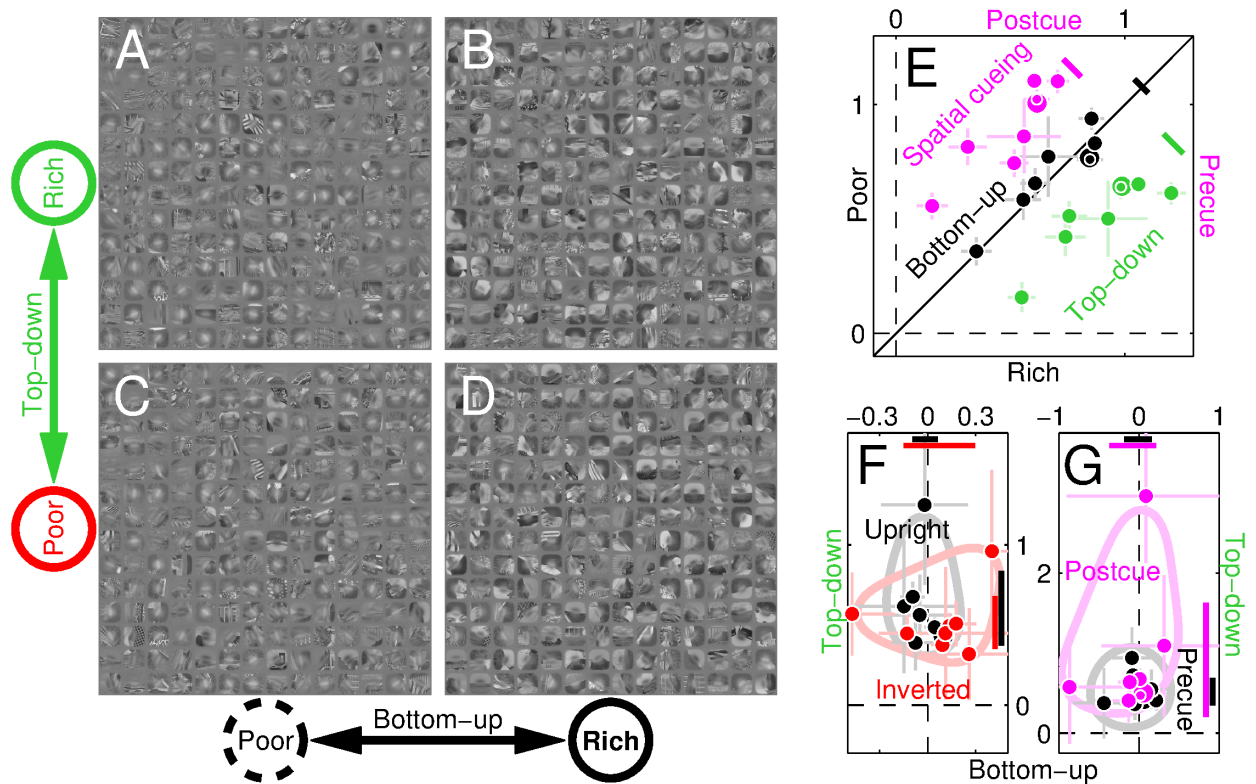 A
B
C
D
Rich
Top−down
Poor
Poor
Bottom−up
Rich
0
Postcue
1
E
Spatial cueing
Bottom−up
Top−down
1
0
Poor
Precue
Rich
−0.3
0
0.3
F
Upright
Inverted
Top−down
1
0
−1
0
1
G
Postcue
Precue
Top−down
2
0
Bottom−up